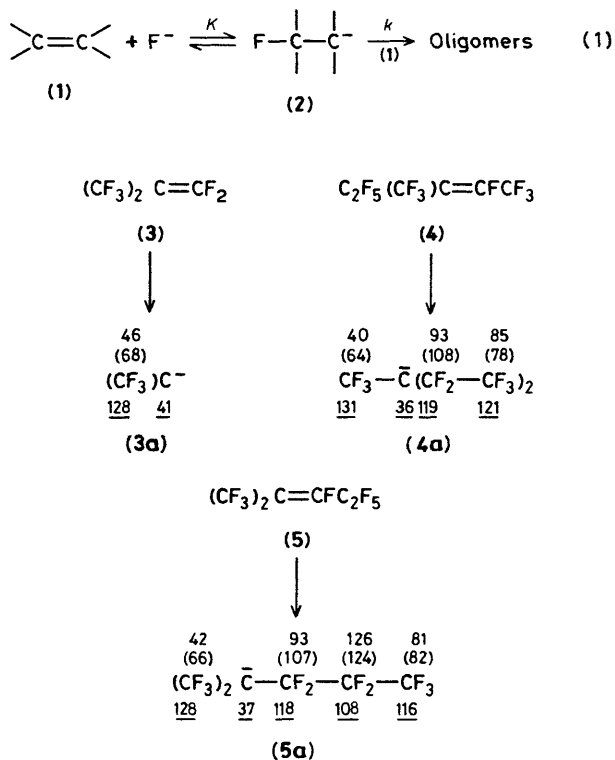 C=C + F⁻ ⇌ F—C—C⁻ → Oligomers (1)
K
k
(1)
(1)
(2)
(CF₃)₂ C=CF₂
C₂F₅(CF₃)C=CFCF₃
(3)
(4)
46
(68)
(CF₃)C⁻
128 41
(3a)
40 93 85
(64) (108) (78)
CF₃—C̄(CF₂—CF₃)₂
131 36 119 121
(4a)
(CF₃)₂C=CFC₂F₅
(5)
42 93 126 81
(66) (107) (124) (82)
(CF₃)₂ C̄—CF₂—CF₂—CF₃
128 37 118 108 116
(5a)